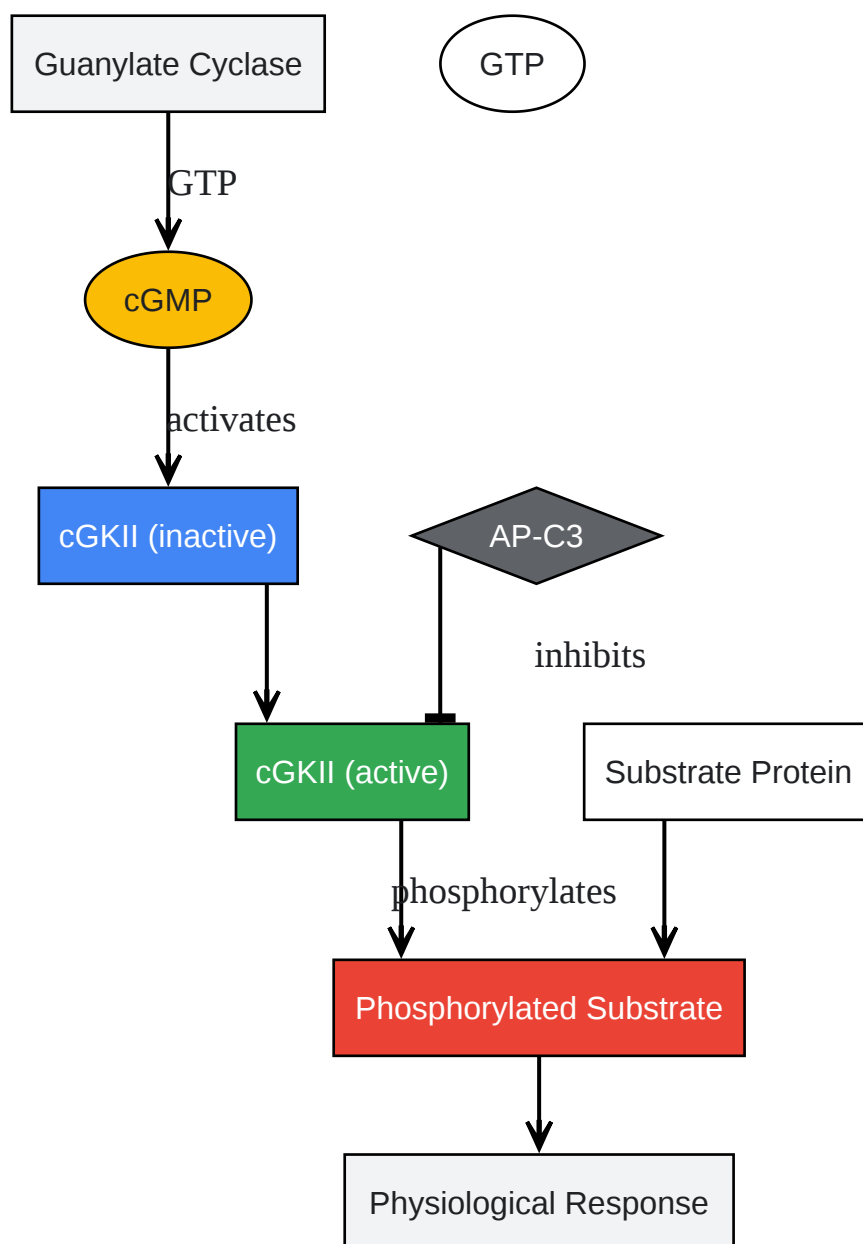 Guanylate Cyclase
GTP
GTP
cGMP
activates
cGKII (inactive)
AP-C3
inhibits
cGKII (active)
Substrate Protein
phosphorylates
Phosphorylated Substrate
Physiological Response